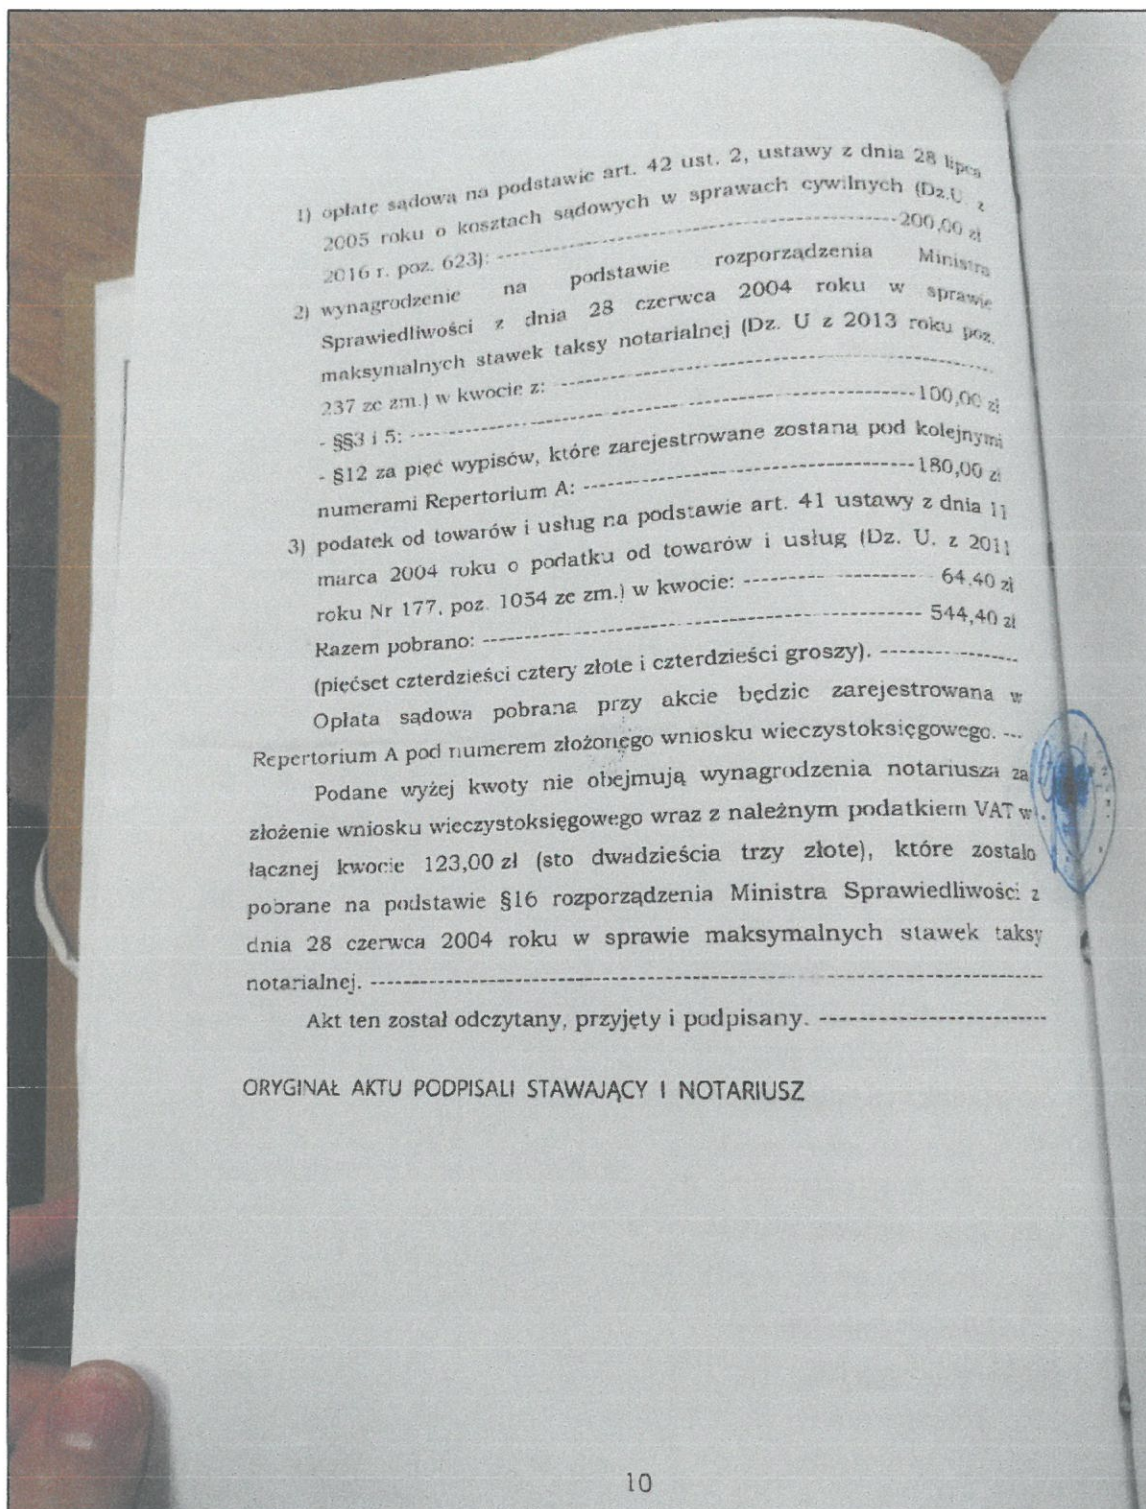 1) opłatę sądową na podstawie art. 42 ust. 2, ustawy z dnia 28 lipca
2005 roku o kosztach sądowych w sprawach cywilnych (Dz.U. z
2016 r. poz. 623): ----------------------------------------200,00 zł
2) wynagrodzenie na podstawie rozporządzenia Ministra
Sprawiedliwości z dnia 28 czerwca 2004 roku w sprawie
maksymalnych stawek taksy notarialnej (Dz. U z 2013 roku poz.
237 ze zm.) w kwocie z: ----------------------------------------
- §§3 i 5: ----------------------------------------100,00 zł
- §12 za pięć wypisów, które zarejestrowane zostaną pod kolejnymi
numerami Repertorium A: ------------------------------180,00 zł
3) podatek od towarów i usług na podstawie art. 41 ustawy z dnia 11
marca 2004 roku o podatku od towarów i usług (Dz. U. z 2011
roku Nr 177, poz. 1054 ze zm.) w kwocie: ------------------ 64,40 zł
Razem pobrano: ---------------------------------------- 544,40 zł
(pięćset czterdzieści cztery złote i czterdzieści groszy). --------------
Opłata sądowa pobrana przy akcie będzie zarejestrowana w
Repertorium A pod numerem złożonego wniosku wieczystoksięgowego. ---
Podane wyżej kwoty nie obejmują wynagrodzenia notariusza za
złożenie wniosku wieczystoksięgowego wraz z należnym podatkiem VAT w
łącznej kwocie 123,00 zł (sto dwadzieścia trzy złote), które zostało
pobrane na podstawie §16 rozporządzenia Ministra Sprawiedliwości z
dnia 28 czerwca 2004 roku w sprawie maksymalnych stawek taksy
notarialnej. ----------------------------------------------------------------
Akt ten został odczytany, przyjęty i podpisany. -----------------------
ORYGINAŁ AKTU PODPISALI STAWAJĄCY I NOTARIUSZ
10